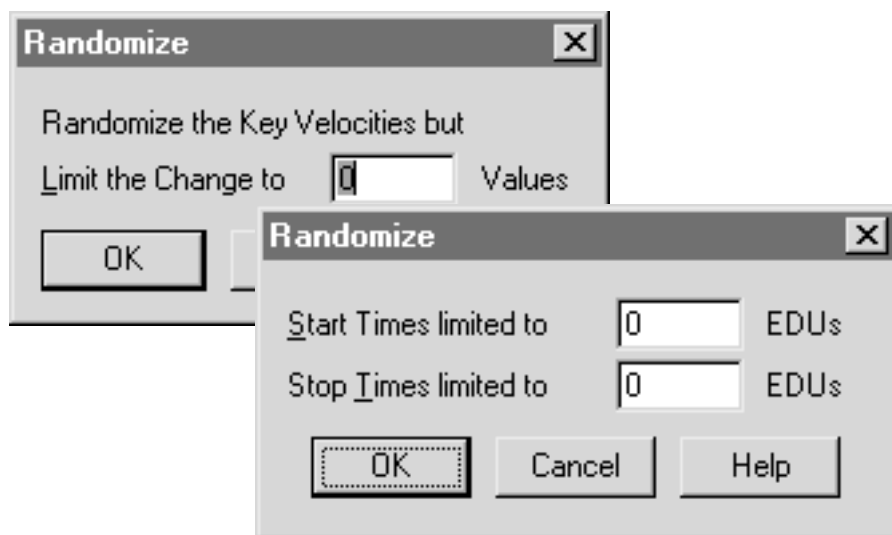 Randomize
Randomize the Key Velocities but
Limit the Change to 0 Values
OK
Randomize
Start Times limited to 0 EDUs
Stop Times limited to 0 EDUs
OK Cancel Help